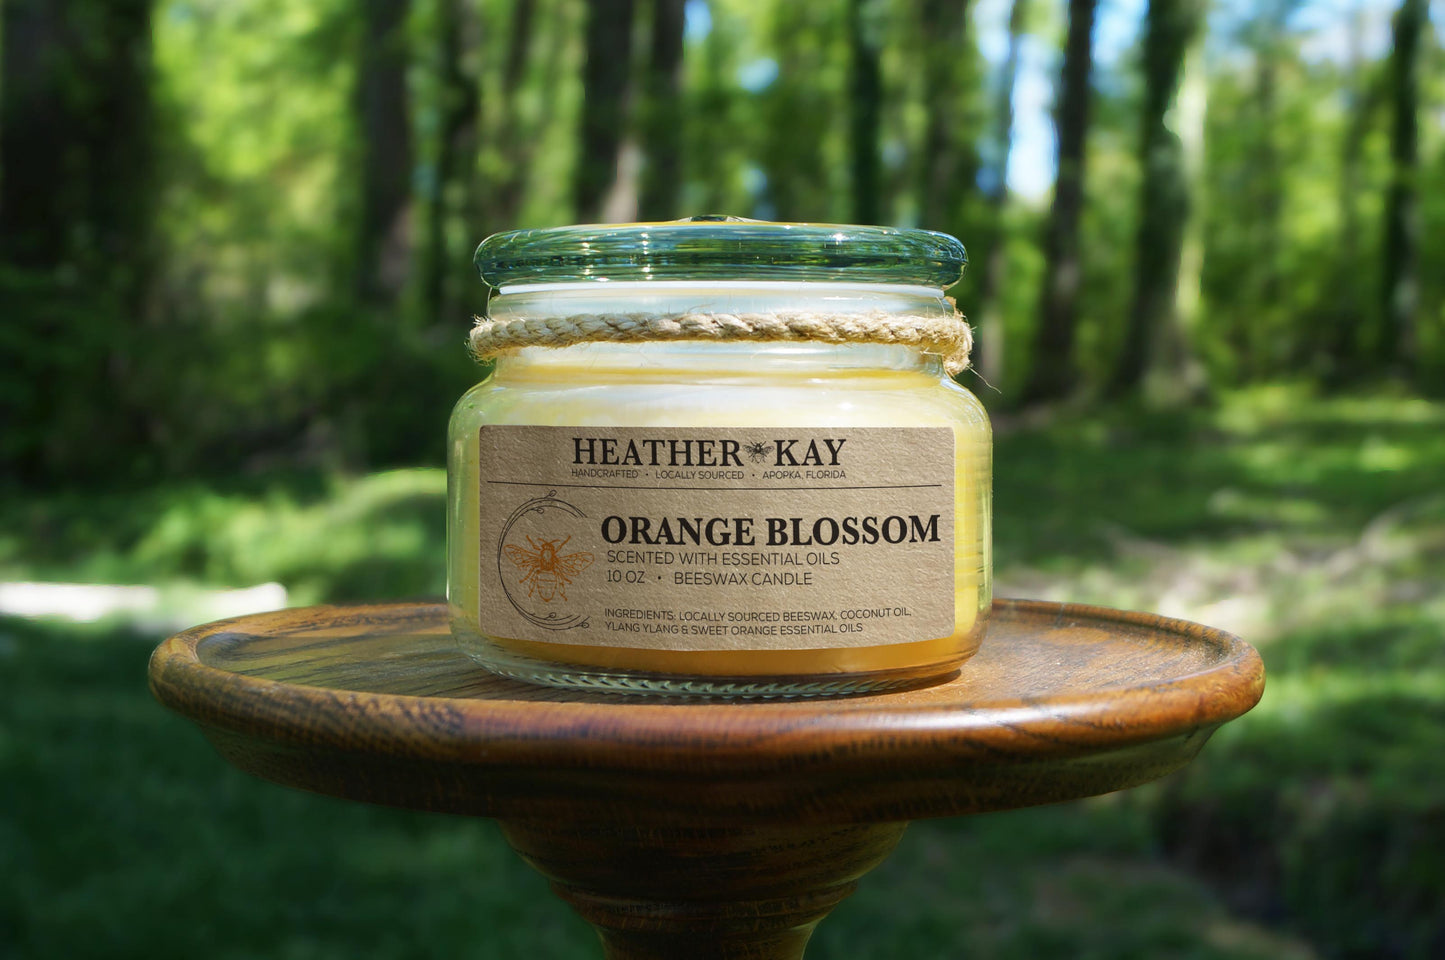 HEATHER KAY
HANDCRAFTED • LOCALLY SOURCED • APOPKA, FLORIDA
ORANGE BLOSSOM
SCENTED WITH ESSENTIAL OILS
10 OZ • BEESWAX CANDLE
INGREDIENTS: LOCALLY SOURCED BEESWAX, COCONUT OIL,
YLANG YLANG & SWEET ORANGE ESSENTIAL OILS